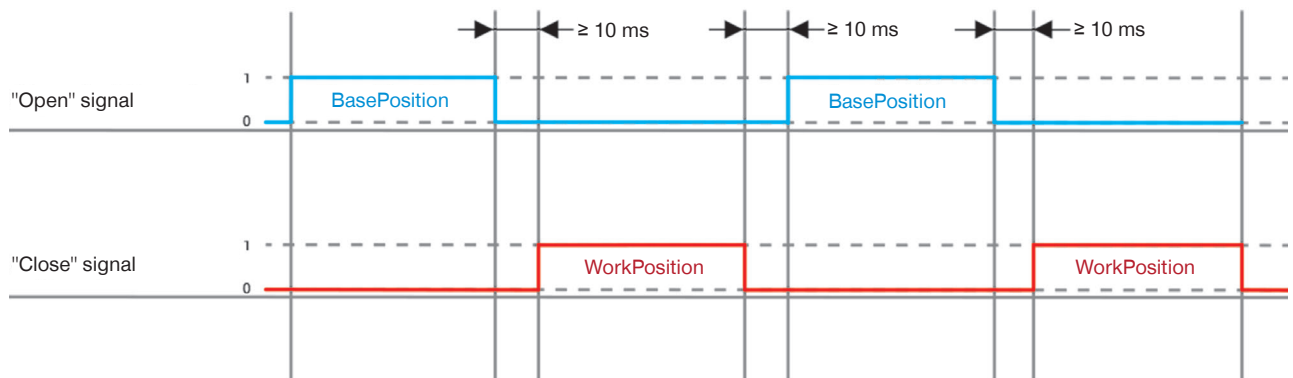 ≥ 10 ms ≥ 10 ms ≥ 10 ms
1
"Open" signal BasePosition BasePosition
0
1
"Close" signal WorkPosition WorkPosition
0